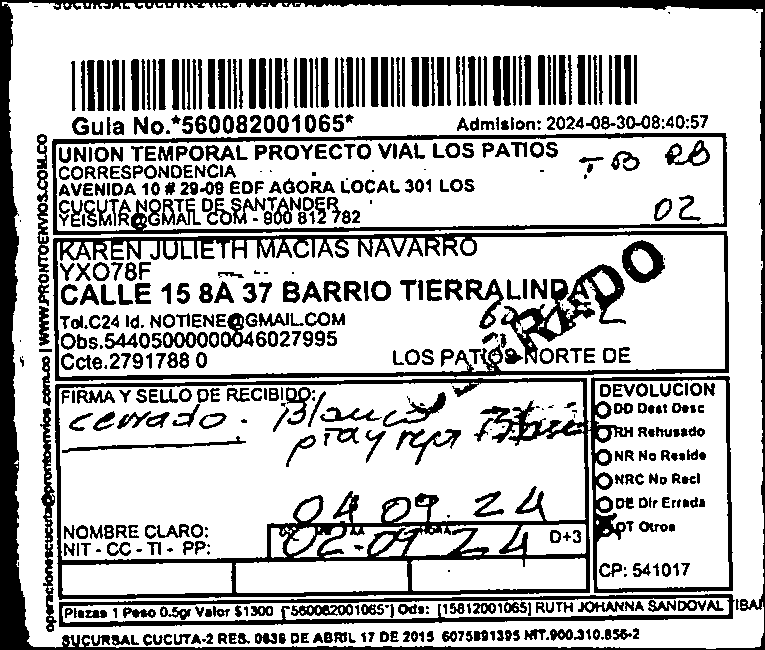 Guia No.*560082001065*
Admision: 2024-08-30-08:40:57
UNION TEMPORAL PROYECTO VIAL LOS PATIOS
CORRESPONDENCIA
AVENIDA 10 # 29-09 EDF AGORA LOCAL 301 LOS
CUCUTA NORTE DE SANTANDER
YEISMIR@GMAIL COM - 900 812 782
02
KAREN JULIETH MACIAS NAVARRO
YXO78F
CALLE 15 8A 37 BARRIO TIERRALINDA
Tel.C24 Id. NOTIENE@GMAIL.COM
Obs.54405000000046027995
Ccte.2791788 0
LOS PATIOS-NORTE DE
FIRMA Y SELLO DE RECIBIDO:
cerrado. Blanca
04 09. 24
NOMBRE CLARO:
NIT - CC - TI - PP:
02-09 24
D+3
DEVOLUCION
DD Dest Desc
RH Rehusado
NR No Reside
NRC No Recl
DE Dir Errada
OT Otros
CP: 541017
Piezas 1 Peso 0.5gr Valor $1300 [*560082001065*] Ods: [15812001065] RUTH JOHANNA SANDOVAL TIBA
SUCURSAL CUCUTA-2 RES. 0636 DE ABRIL 17 DE 2015 6075891395 NIT.900.310.856-2
operacionescucuta@prontoenvios.com.co | WWW.PRONTOENVIOS.COM.CO